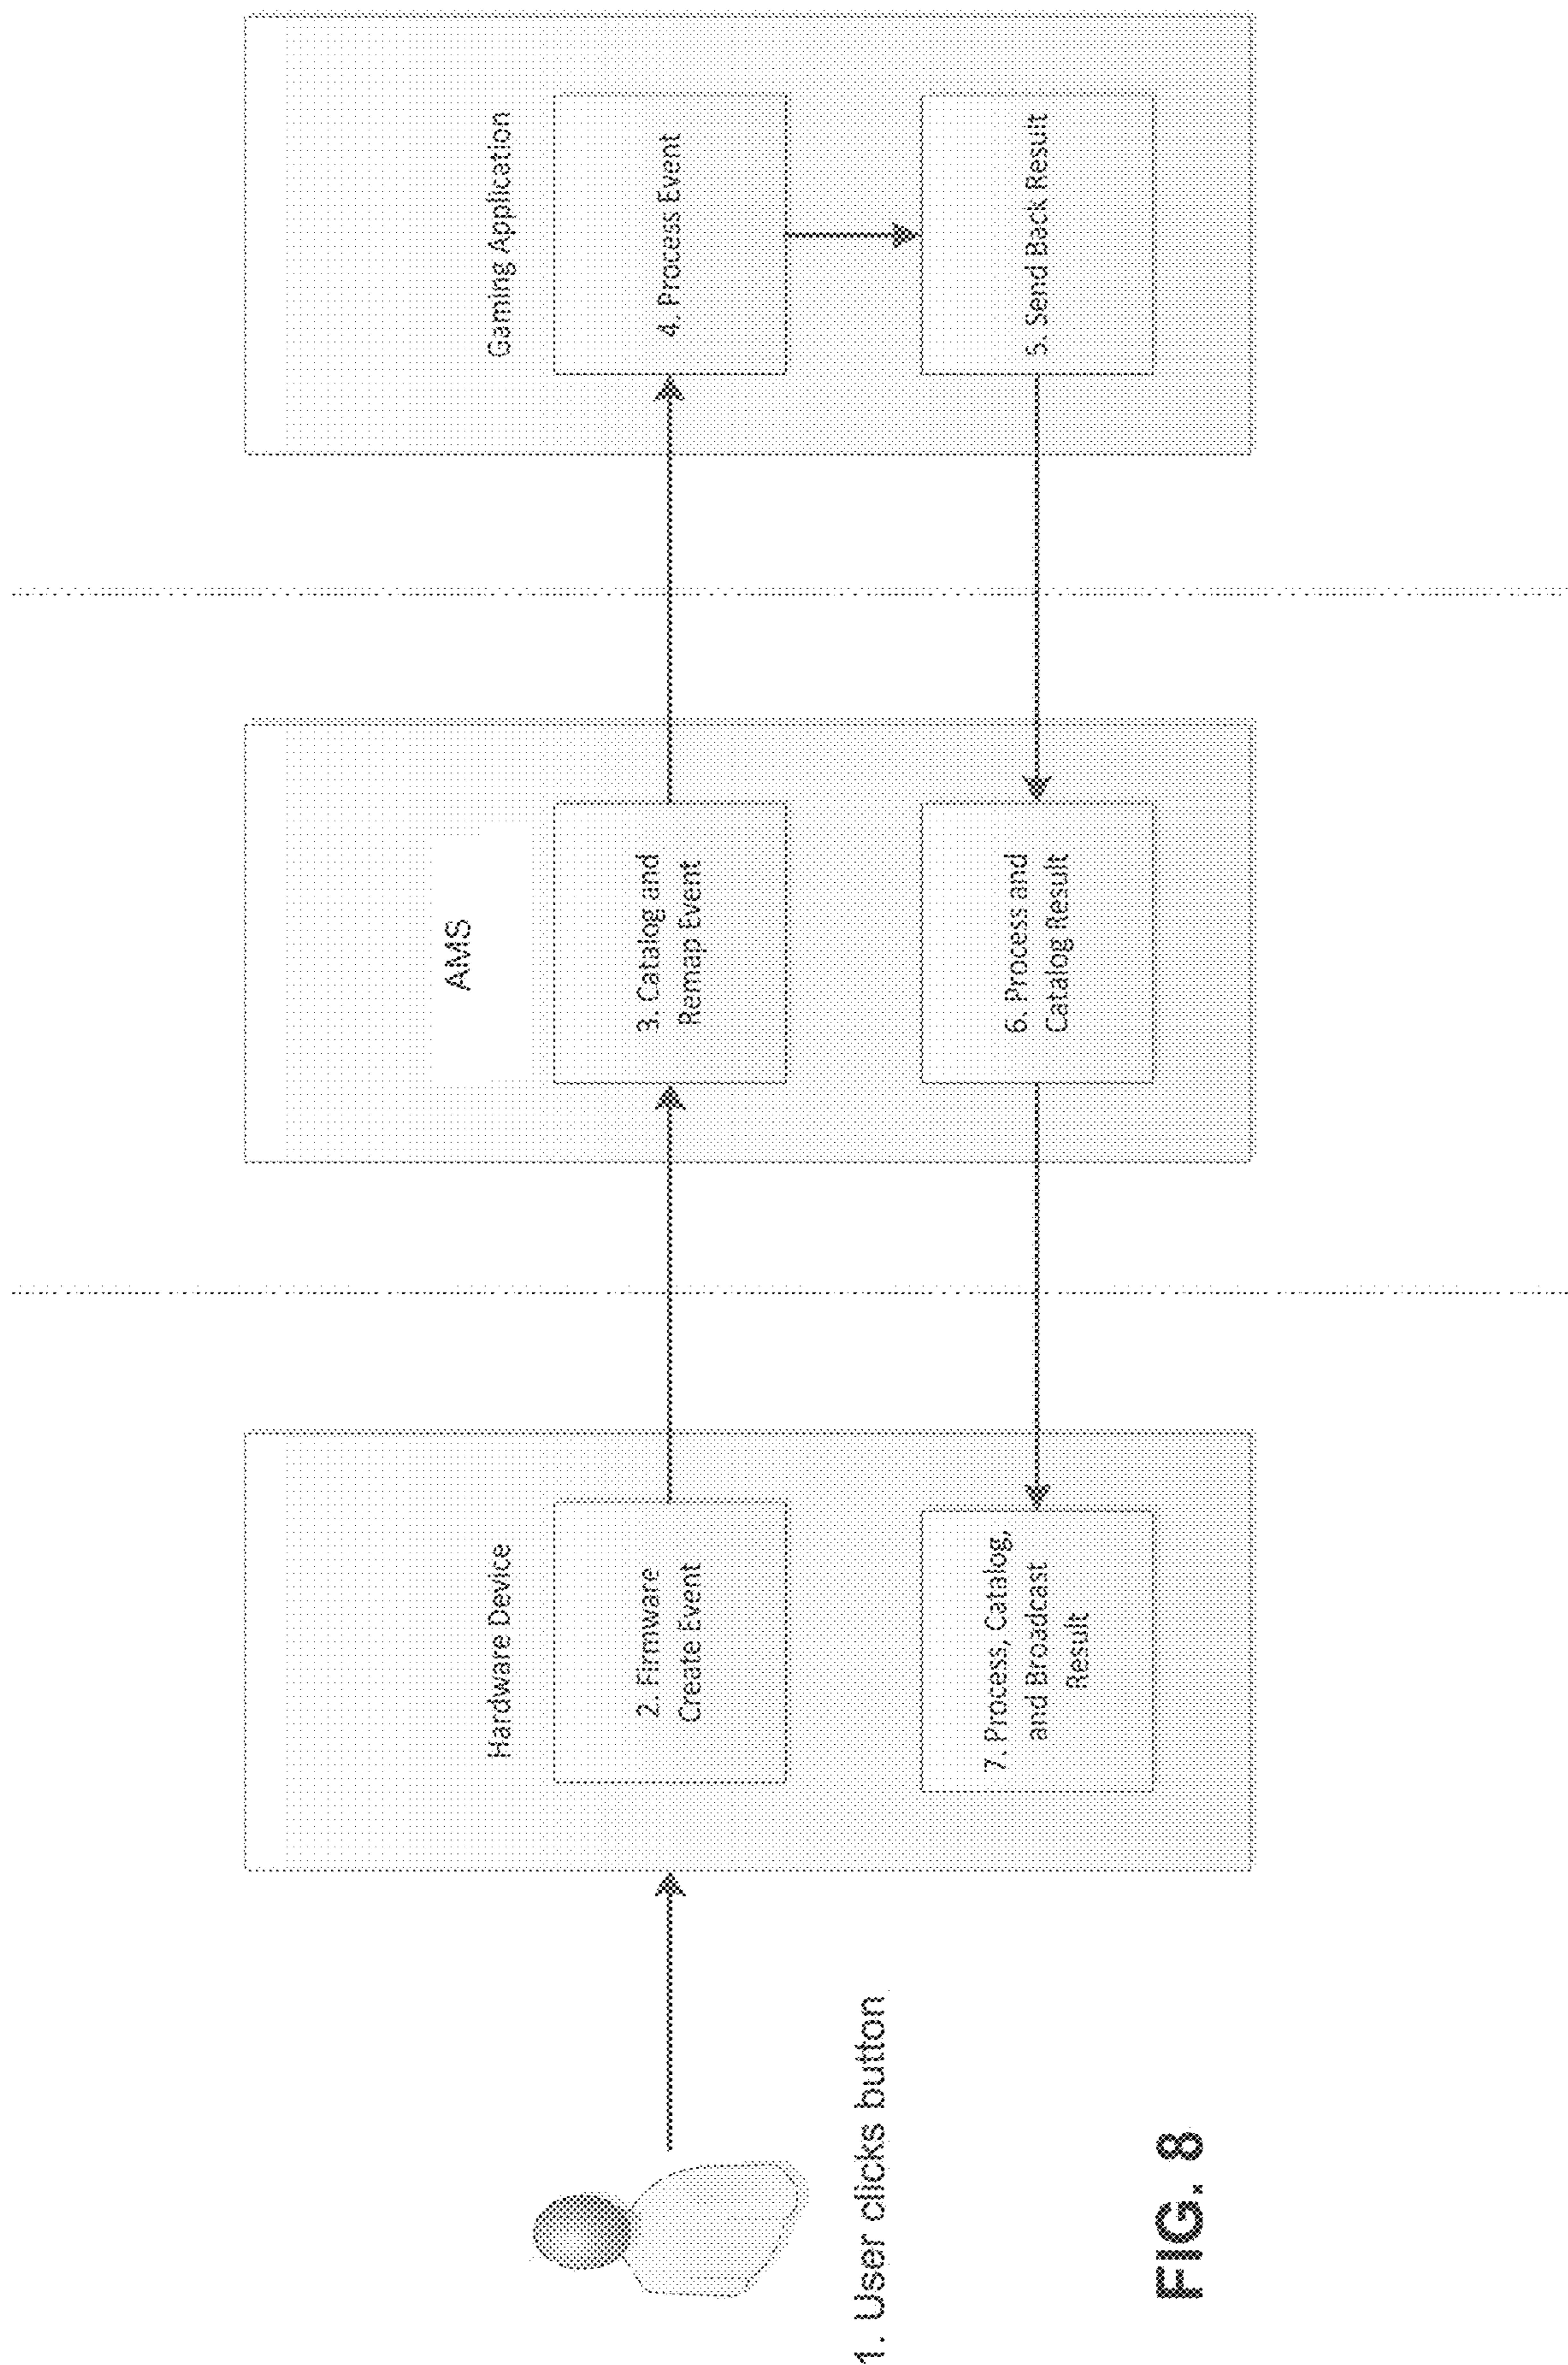 1. User clicks button
Hardware Device
2. Firmware
Create Event
AMS
3. Catalog and
Remap Event
Gaming Application
4. Process Event
5. Send Back Result
6. Process and
Catalog Result
7. Process, Catalog,
and Broadcast
Result
FIG. 8